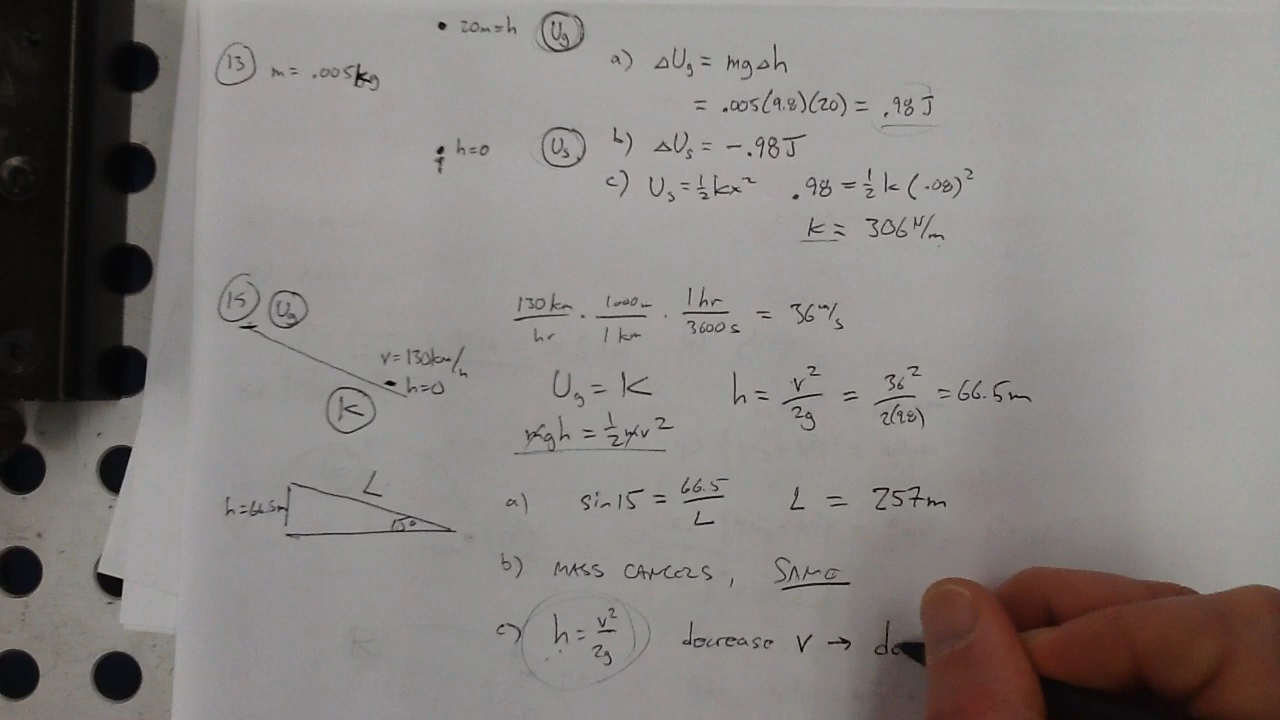 20m=h Ug
13 m = .005kg
a) ΔUg = mgΔh
= .005(9.8)(20) = .98 J
h=0 Us b) ΔUs = -.98J
c) Us = ½kx² .98 = ½k(.08)²
k = 306 N/m
15 Ug
130km/hr · 1000m/1km · 1hr/3600s = 36 m/s
v=130km/h
h=0
K
Ug = K h = v²/2g = 36²/2(9.8) = 66.5m
mgh = ½mv²
L
h=66.5m
15°
a) sin15 = 66.5/L L = 257m
b) MASS CANCELS, SAME
c) h = v²/2g decrease v → de